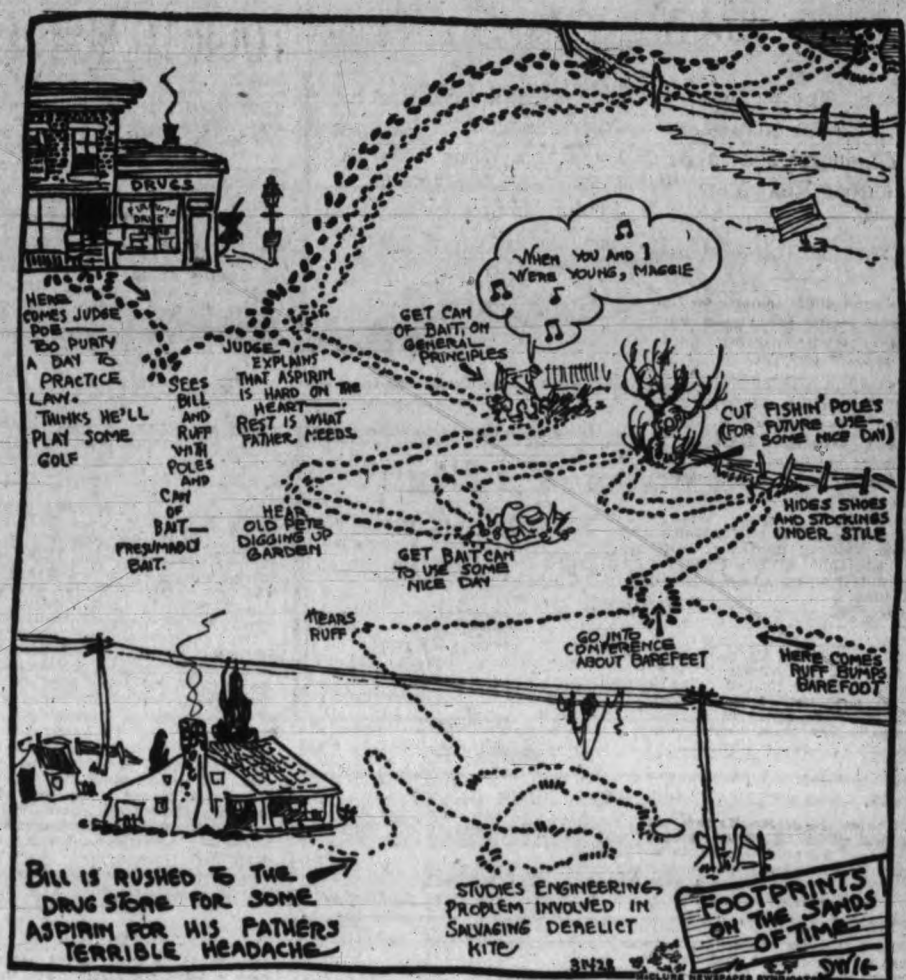 BILL IS RUSHED TO THE
DRUG STORE FOR SOME
ASPIRIN FOR HIS FATHERS
TERRIBLE HEADACHE
STUDIES ENGINEERING
PROBLEM INVOLVED IN
SALVAGING DERELICT
KITE
HEARS
RUFF
HERE COMES
RUFF BUMPS
BAREFOOT
GO INTO
CONFERENCE
ABOUT BAREFEET
HIDES SHOES
AND STOCKINGS
UNDER STILE
CUT FISHIN' POLES
(FOR FUTURE USE—
SOME NICE DAY)
GET BAIT CAN
TO USE SOME
NICE DAY
HEAR
OLD PETE
DIGGING UP
GARDEN
GET CAN
OF BAIT, ON
GENERAL
PRINCIPLES
WHEN YOU AND I
WERE YOUNG, MAGGIE
HERE
COMES JUDGE
POE—
TOO PURTY
A DAY TO
PRACTICE
LAW.
THINKS HE'LL
PLAY SOME
GOLF
SEES
BILL
AND
RUFF
WITH
POLES
AND
CAN
OF
BAIT—
PRESUMABLY
BAIT.
JUDGE
EXPLAINS
THAT ASPIRIN
IS HARD ON THE
HEART—
REST IS WHAT
FATHER NEEDS.
DRUGS
FOOTPRINTS
ON THE SANDS
OF TIME
DWIG